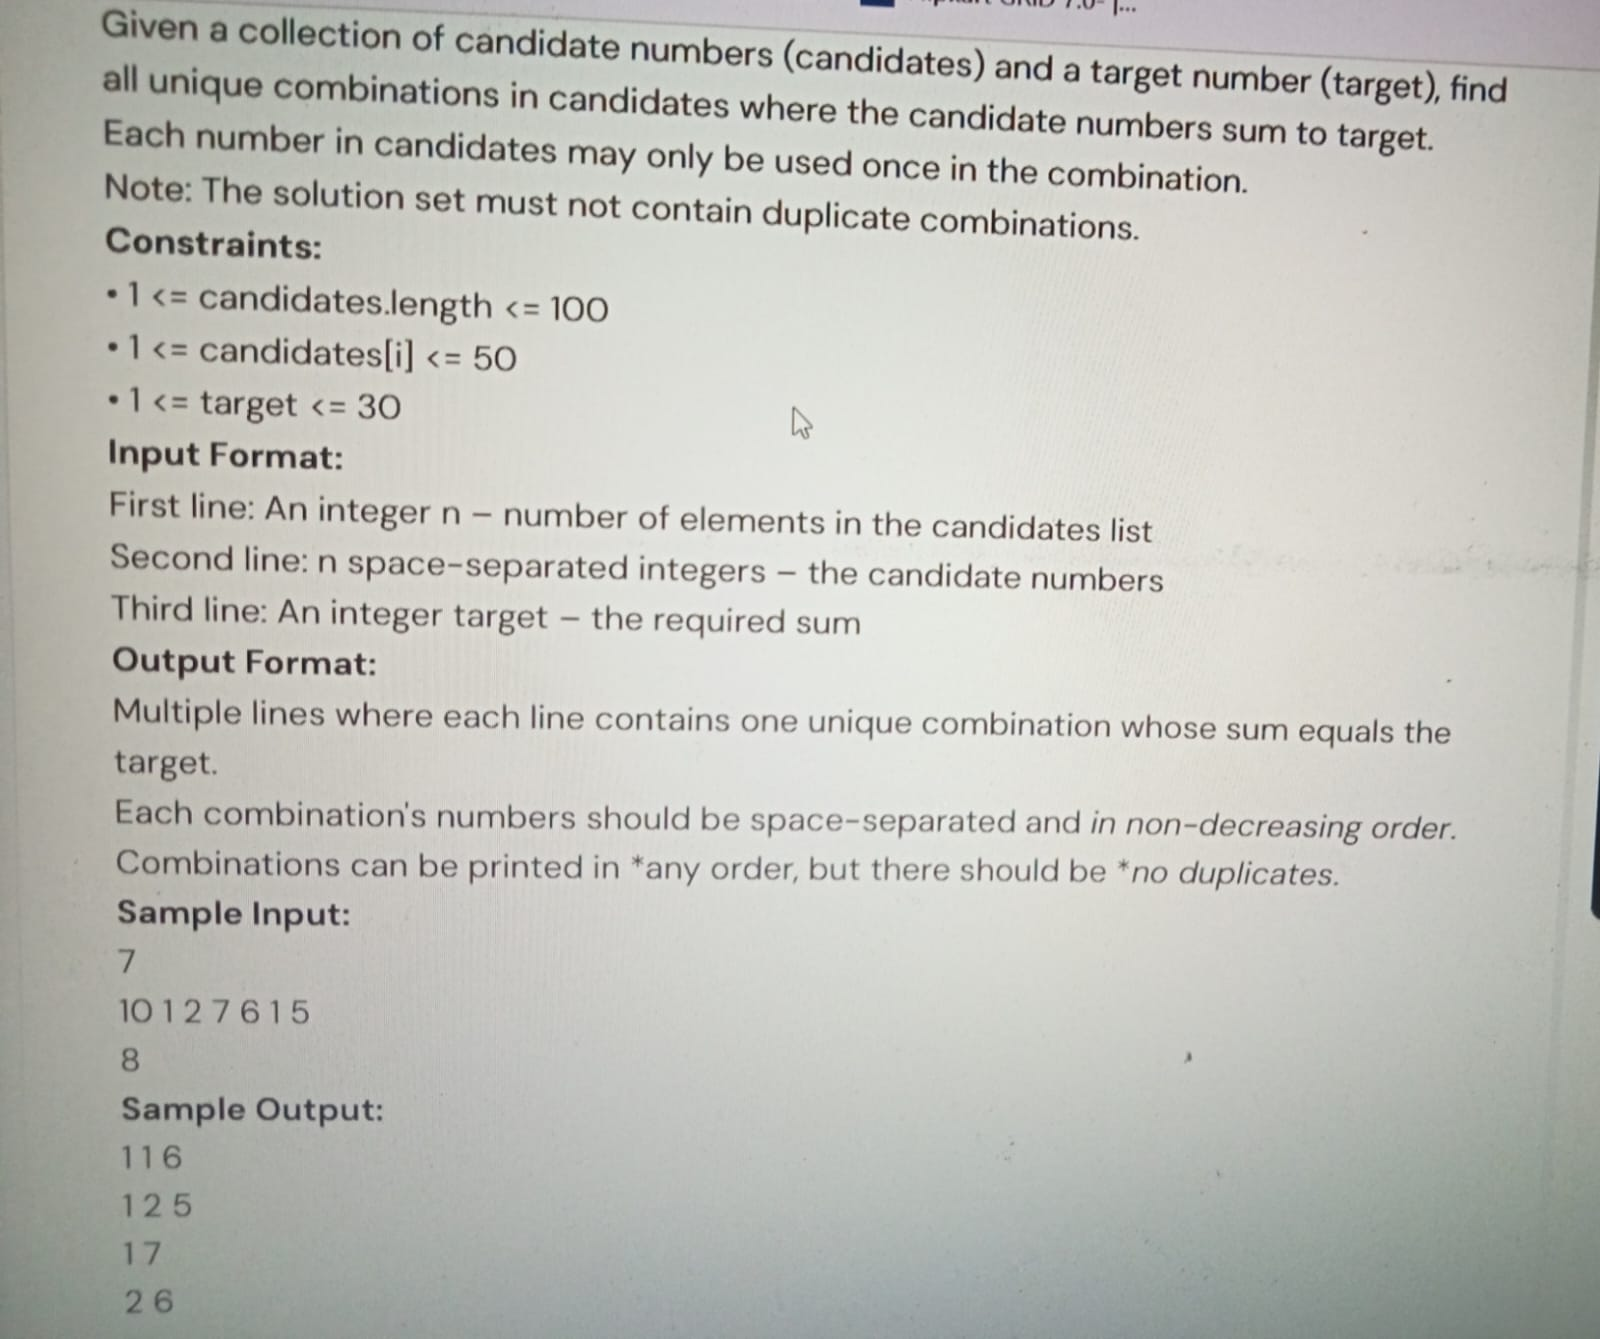 Given a collection of candidate numbers (candidates) and a target number (target), find
all unique combinations in candidates where the candidate numbers sum to target.
Each number in candidates may only be used once in the combination.
Note: The solution set must not contain duplicate combinations.
Constraints:
• 1 <= candidates.length <= 100
• 1 <= candidates[i] <= 50
• 1 <= target <= 30
Input Format:
First line: An integer n – number of elements in the candidates list
Second line: n space-separated integers – the candidate numbers
Third line: An integer target – the required sum
Output Format:
Multiple lines where each line contains one unique combination whose sum equals the
target.
Each combination's numbers should be space-separated and in non-decreasing order.
Combinations can be printed in *any order, but there should be *no duplicates.
Sample Input:
7
10 1 2 7 6 1 5
8
Sample Output:
1 1 6
1 2 5
1 7
2 6